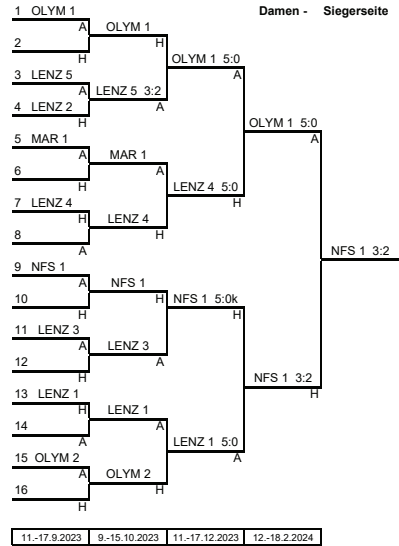 Damen - Siegerseite
1 OLYM 1
A OLYM 1
2 H
H OLYM 1 5:0
3 LENZ 5 A
A LENZ 5 3:2
4 LENZ 2 A
H OLYM 1 5:0
5 MAR 1 A
A MAR 1
6 A
H LENZ 4 5:0
7 LENZ 4 H
H LENZ 4
8 H
A NFS 1 3:2
9 NFS 1
A NFS 1
10 H NFS 1 5:0k
H H
11 LENZ 3
A LENZ 3
12 A
H NFS 1 3:2
13 LENZ 1 H
H LENZ 1
14 A
A LENZ 1 5:0
15 OLYM 2 A
A OLYM 2
16 H
H
11.-17.9.2023 9.-15.10.2023 11.-17.12.2023 12.-18.2.2024